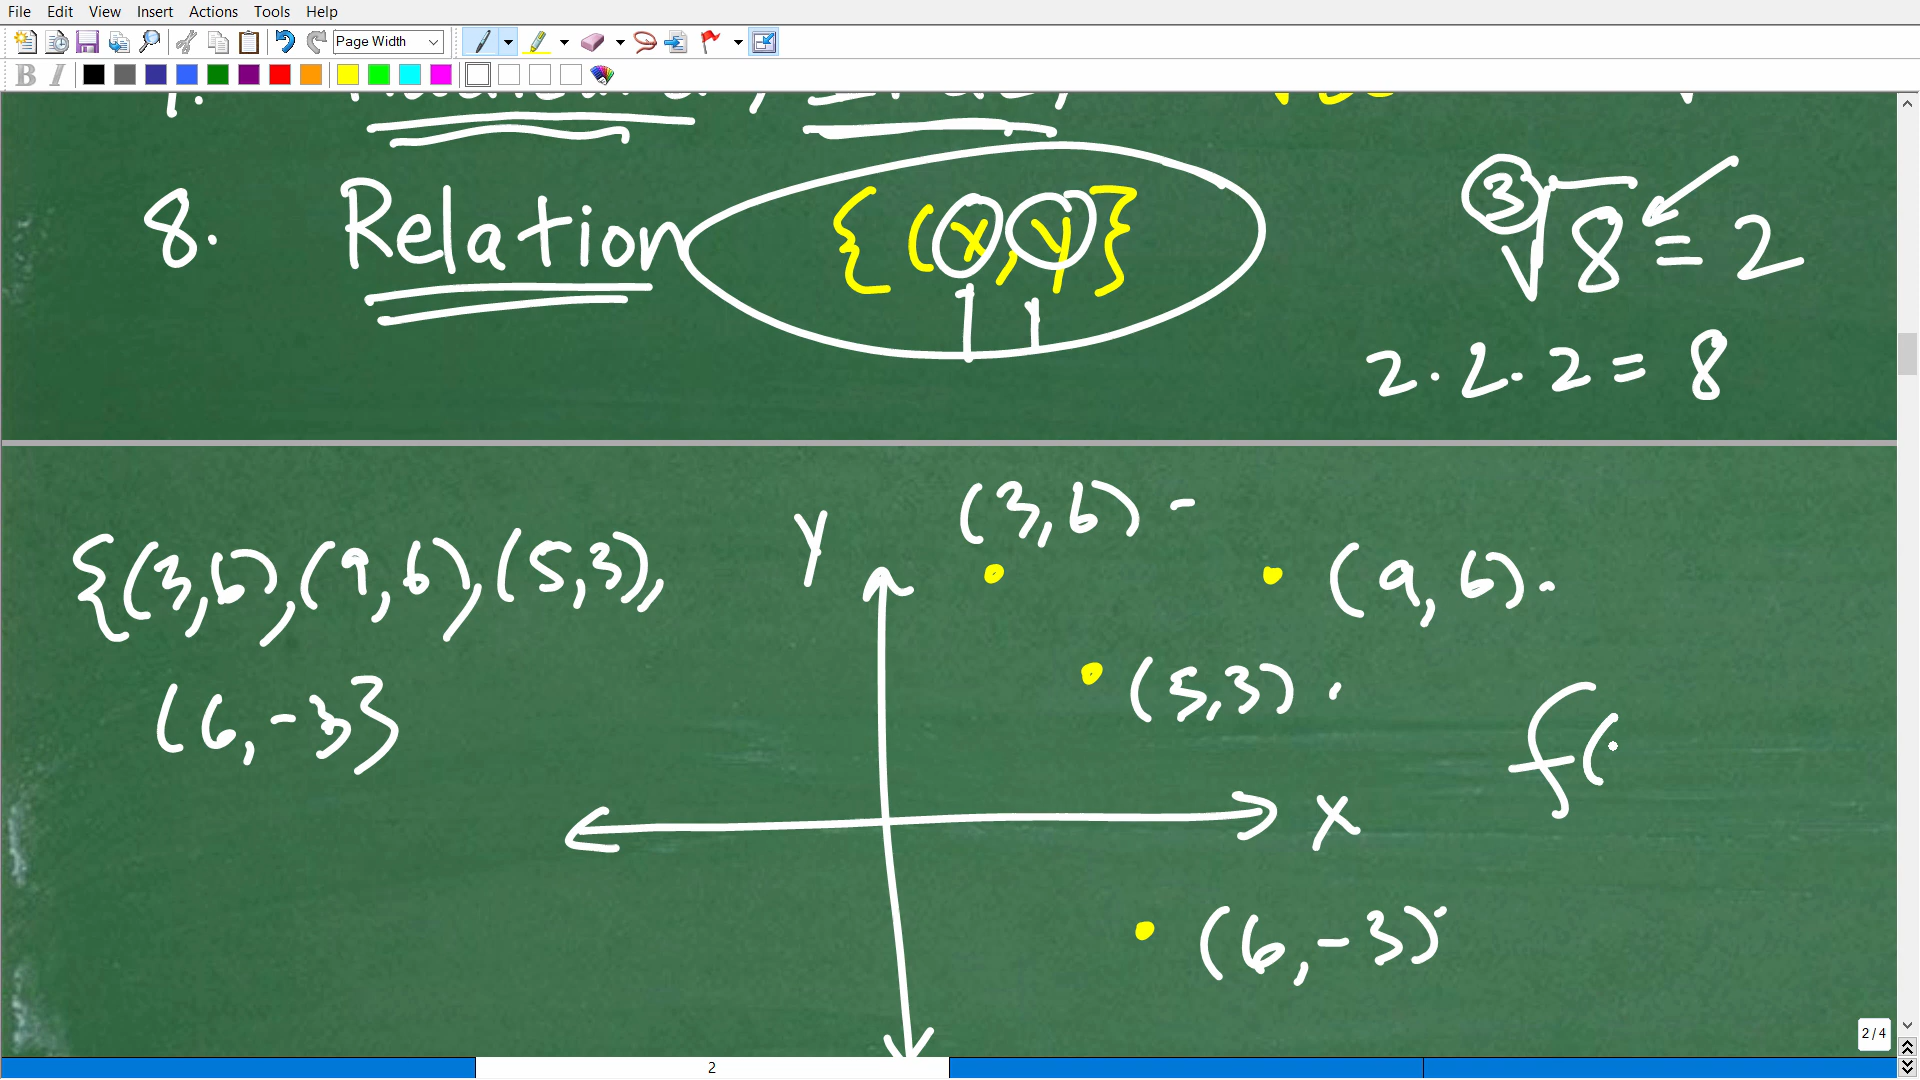 File Edit View Insert Actions Tools Help
Page Width
B I
8. Relation {(x,y}
3√8 = 2
2·2·2 = 8
{(3,6),(9,6),(5,3),
(6,-3}
y
(3,6)
(9,6).
(5,3).
f(
x
(6,-3)
2 / 4
2